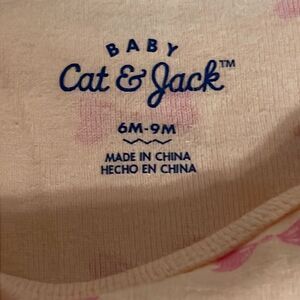 BABY
Cat & Jack™
6M-9M
MADE IN CHINA
HECHO EN CHINA